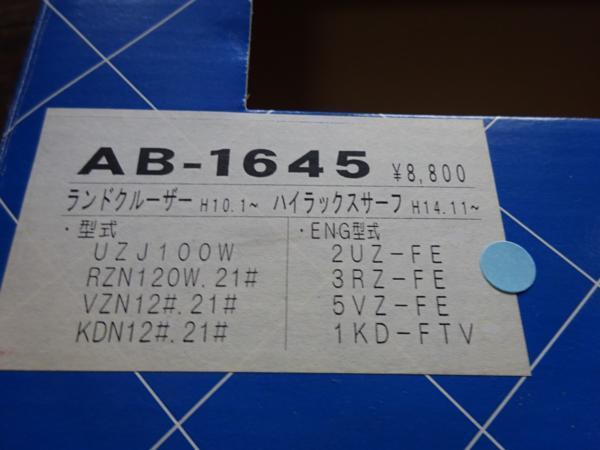 AB-1645 ¥8,800
ランドクルーザー H10.1~ ハイラックスサーフ H14.11~
・型式
UZJ100W
RZN120W.21#
VZN12#.21#
KDN12#.21#
・ENG型式
2UZ-FE
3RZ-FE
5VZ-FE
1KD-FTV